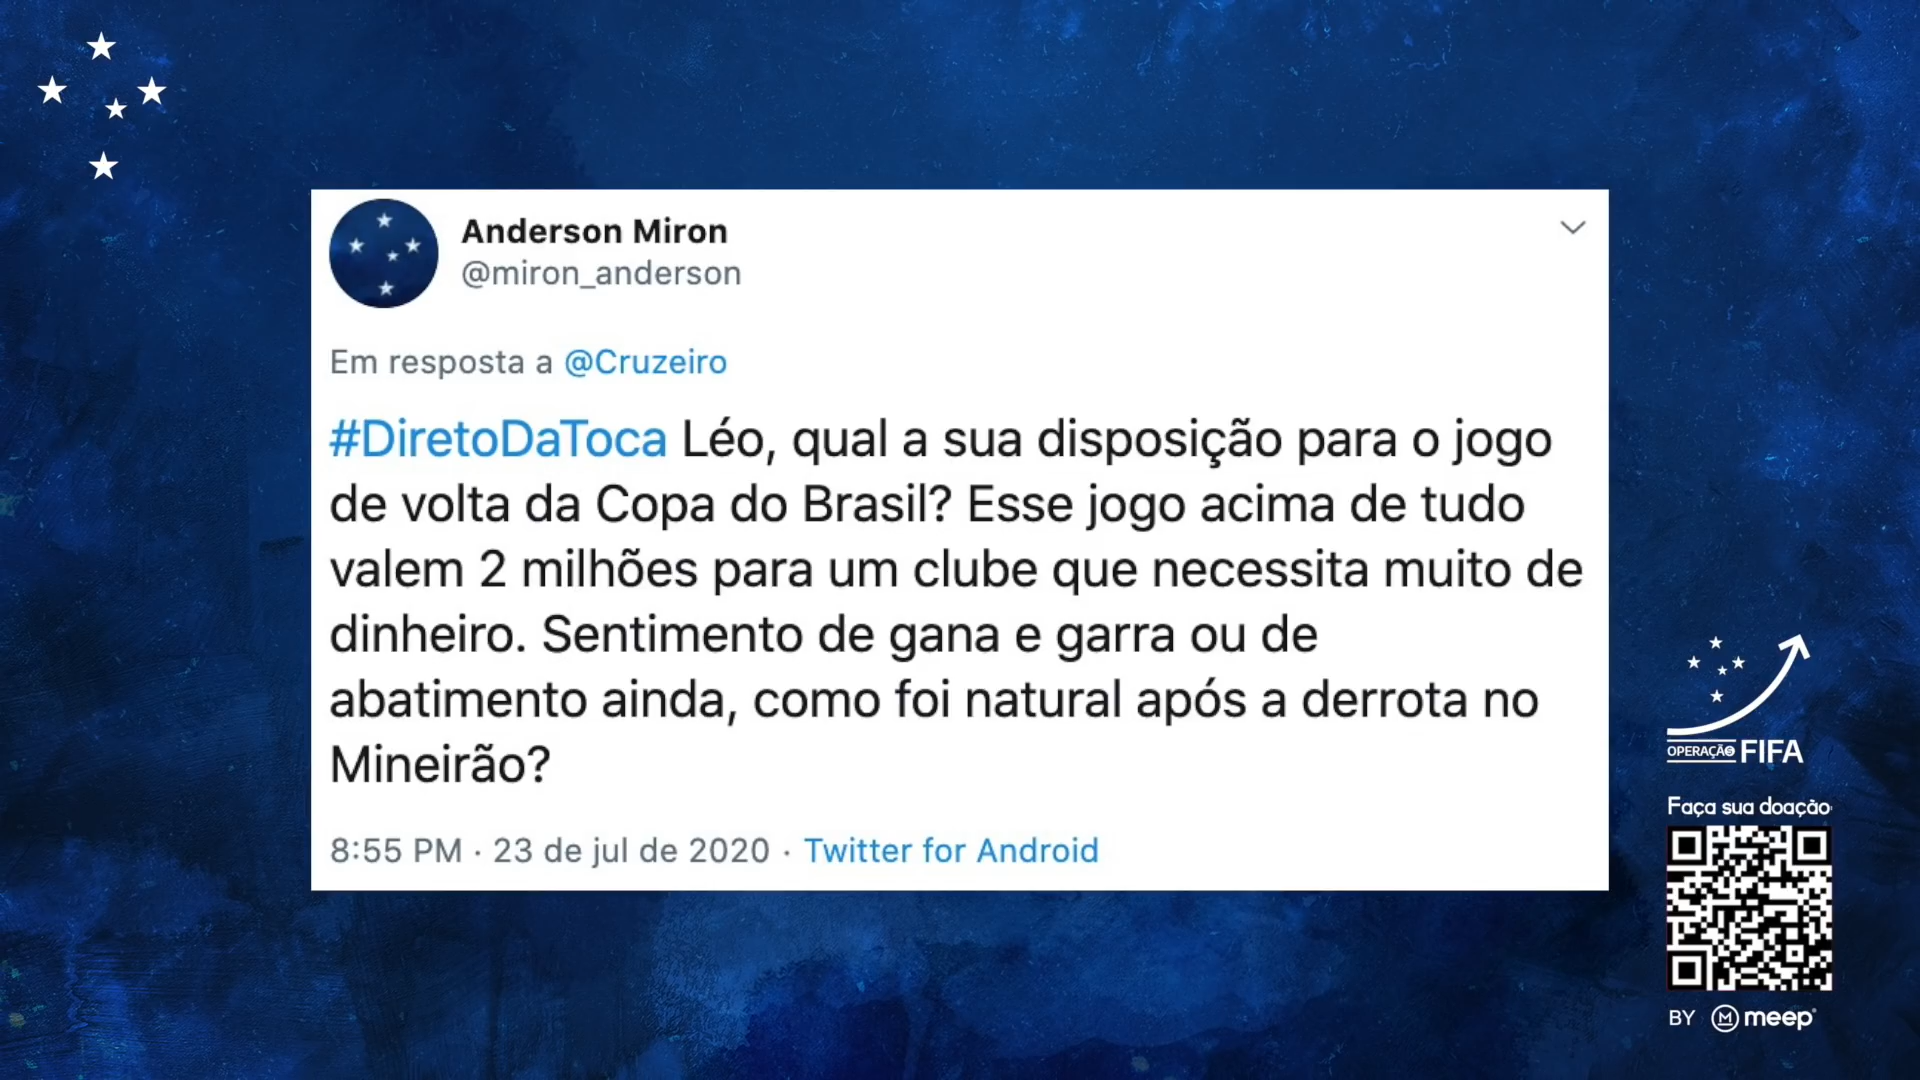 Anderson Miron
@miron_anderson
Em resposta a @Cruzeiro
#DiretoDaToca Léo, qual a sua disposição para o jogo
de volta da Copa do Brasil? Esse jogo acima de tudo
valem 2 milhões para um clube que necessita muito de
dinheiro. Sentimento de gana e garra ou de
abatimento ainda, como foi natural após a derrota no
Mineirão?
8:55 PM · 23 de jul de 2020 · Twitter for Android
OPERAÇÃO FIFA
Faça sua doação
BY meep